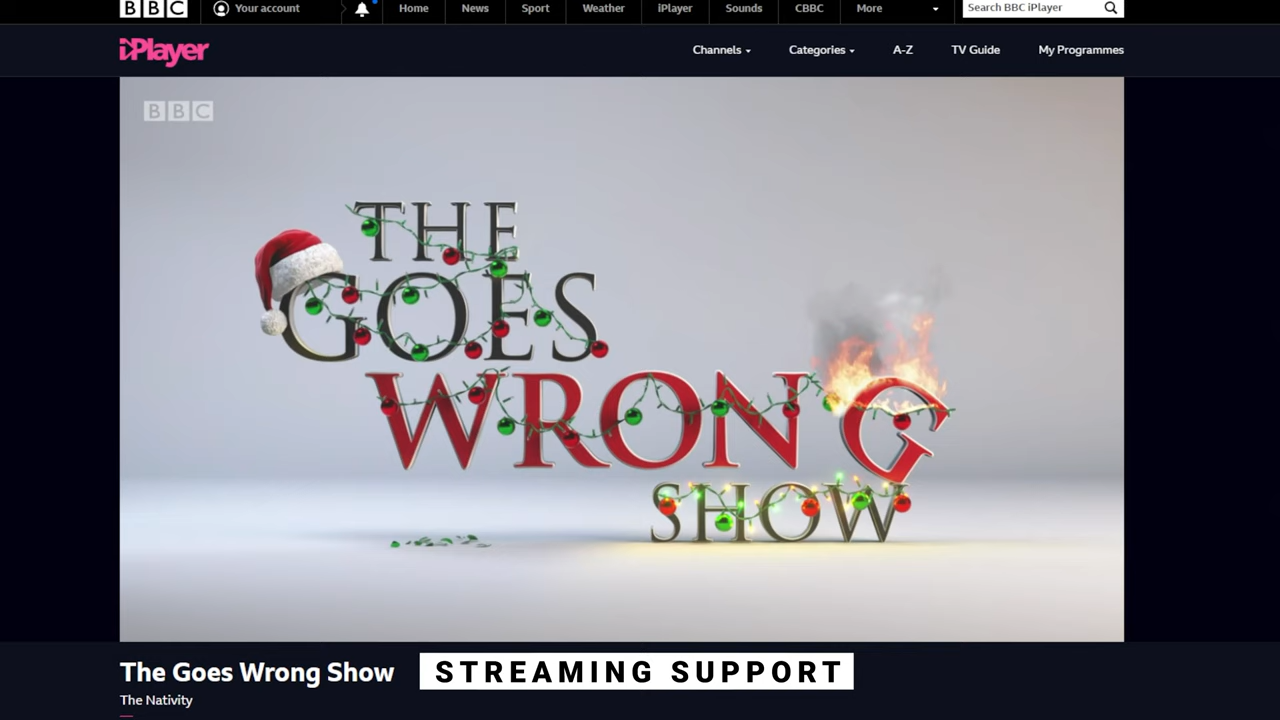 BBC Your account Home News Sport Weather iPlayer Sounds CBBC More Search BBC iPlayer
iPlayer Channels Categories A-Z TV Guide My Programmes
BBC
THE
GOES
WRONG
SHOW
The Goes Wrong Show STREAMING SUPPORT
The Nativity